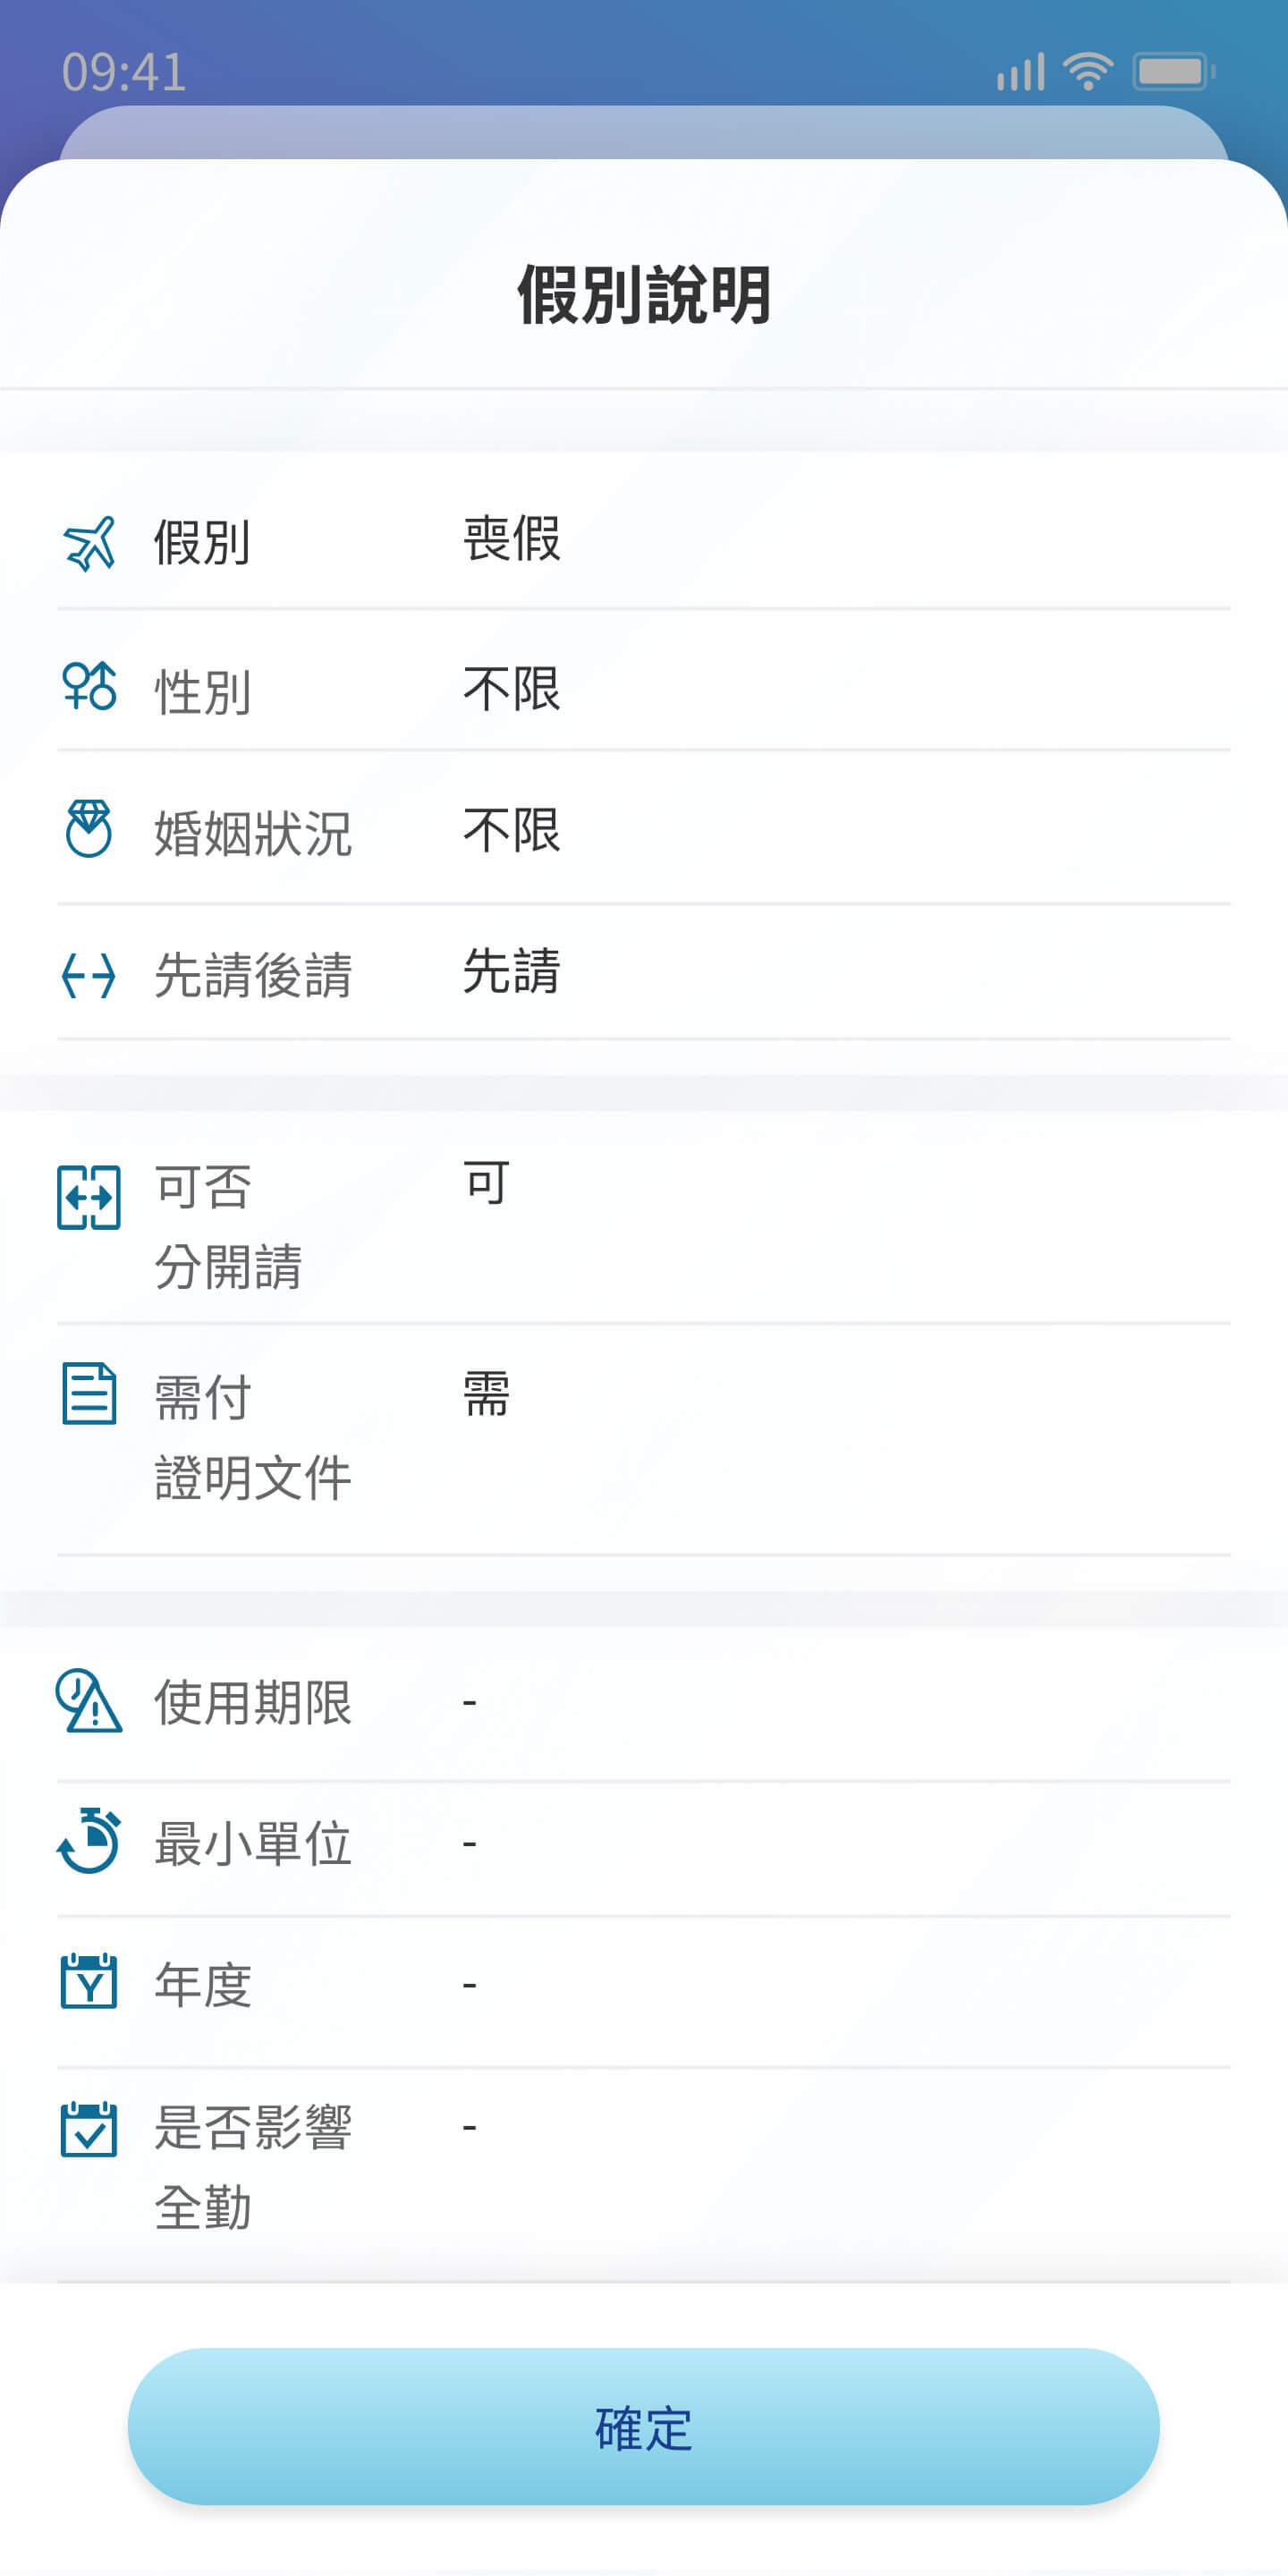 09:41
假別說明
假別 喪假
性別 不限
婚姻狀況 不限
先請後請 先請
可否 可
分開請
需付 需
證明文件
使用期限 -
最小單位 -
Y 年度 -
是否影響 -
全勤
確定